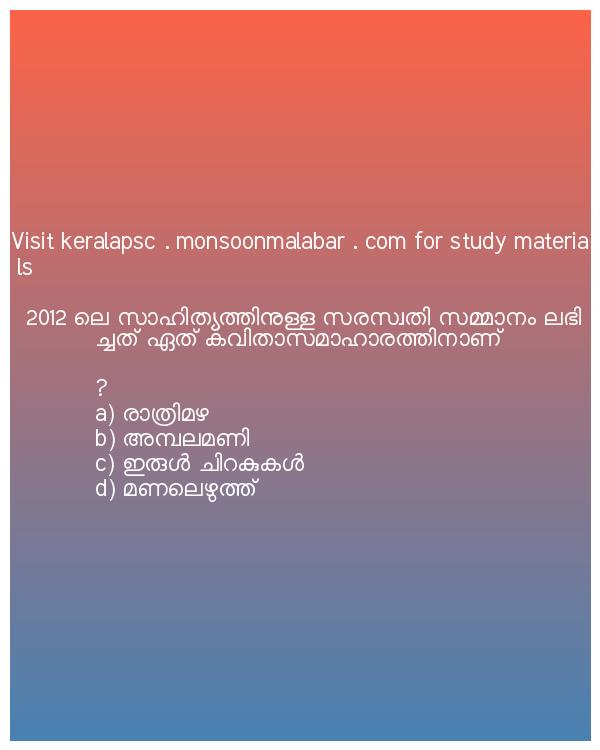 Visit keralapsc . monsoonmalabar . com for study materia
ls
2012 ലെ സാഹിത്യത്തിനുള്ള സരസ്വതി സമ്മാനം ലഭി
ച്ചത് ഏത് കവിതാസമാഹാരത്തിനാണ്
?
a) രാത്രിമഴ
b) അമ്പലമണി
c) ഇരുൾ ചിറകുകൾ
d) മണലെഴുത്ത്